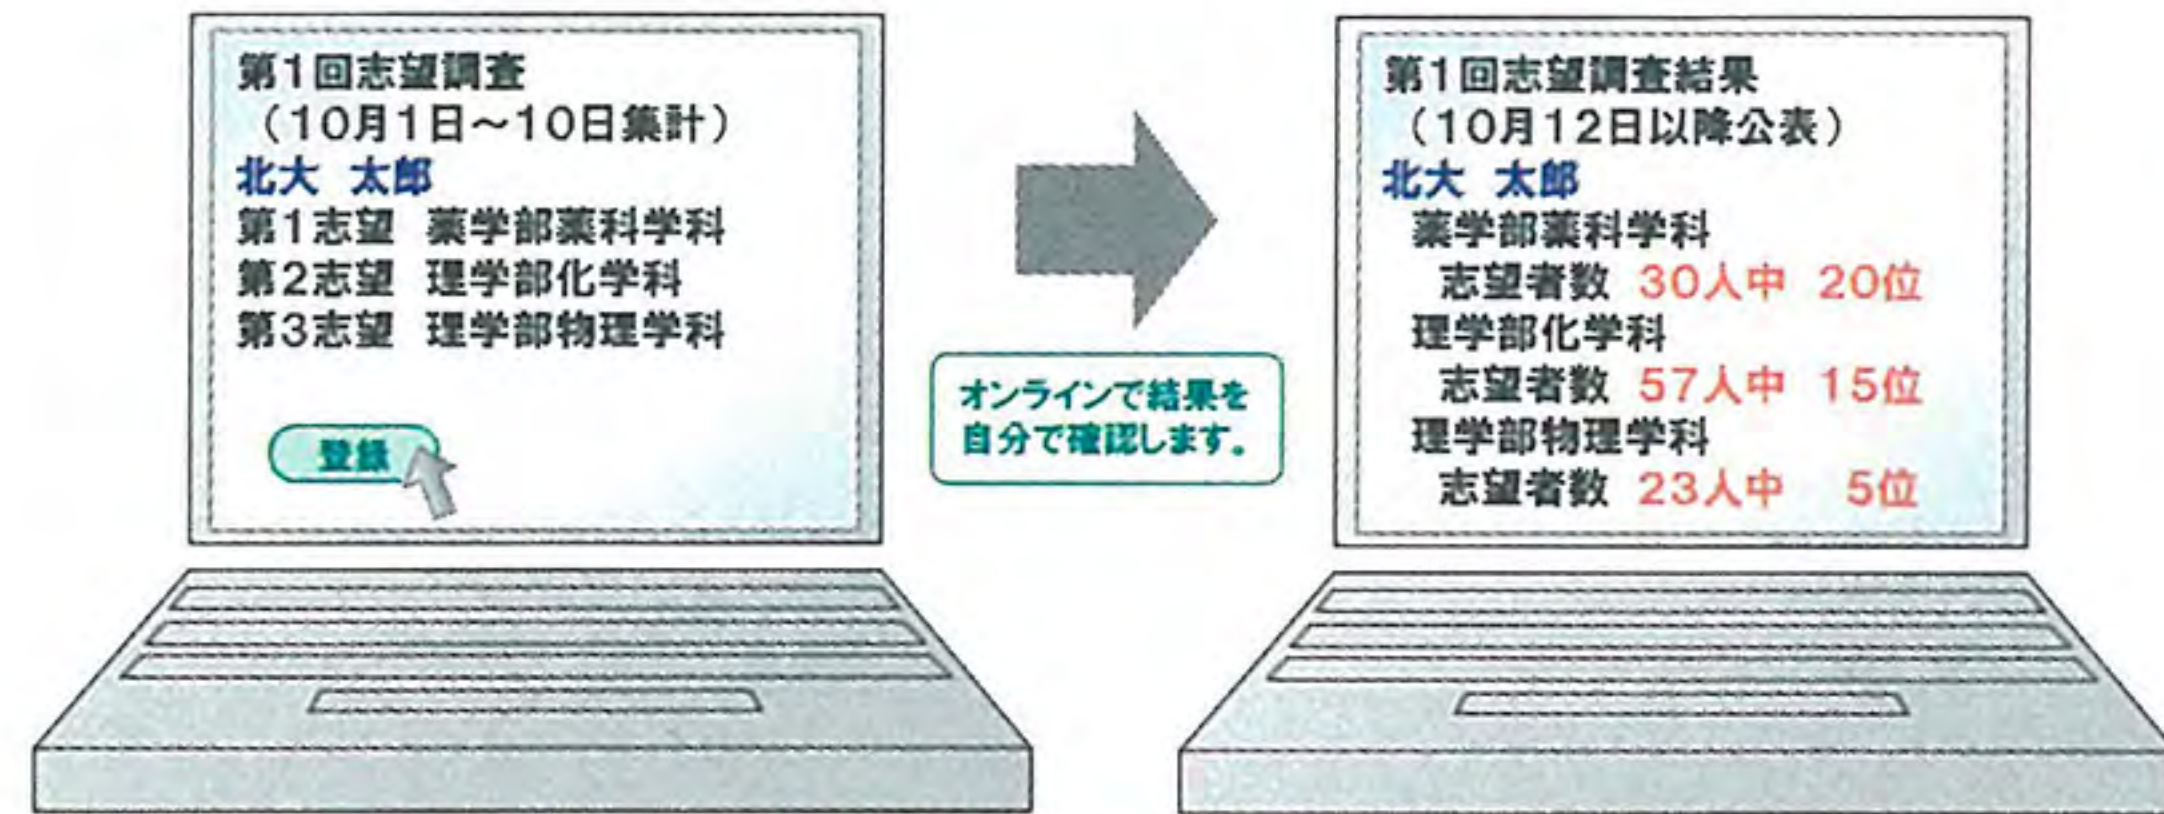 第1回志望調査
（10月1日～10日集計）
北大 太郎
第1志望 薬学部薬科学科
第2志望 理学部化学科
第3志望 理学部物理学科
登録
オンラインで結果を
自分で確認します。
第1回志望調査結果
（10月12日以降公表）
北大 太郎
薬学部薬科学科
志望者数 30人中 20位
理学部化学科
志望者数 57人中 15位
理学部物理学科
志望者数 23人中 5位